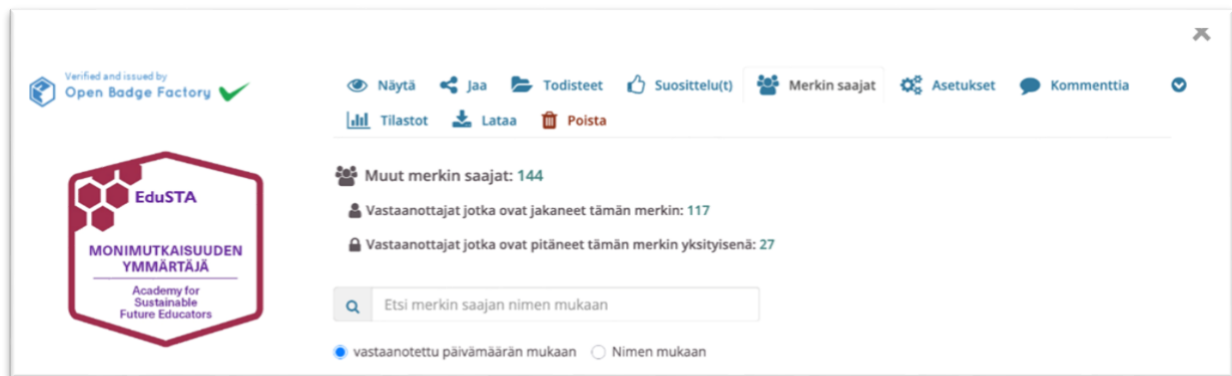 Verified and issued by
Open Badge Factory
Näytä Jaa Todisteet Suosittelu(t) Merkin saajat Asetukset Kommenttia
Tilastot Lataa Poista
EduSTA
MONIMUTKAISUUDEN
YMMÄRTÄJÄ
Academy for
Sustainable
Future Educators
Muut merkin saajat: 144
Vastaanottajat jotka ovat jakaneet tämän merkin: 117
Vastaanottajat jotka ovat pitäneet tämän merkin yksityisenä: 27
Etsi merkin saajan nimen mukaan
vastaanotettu päivämäärän mukaan Nimen mukaan